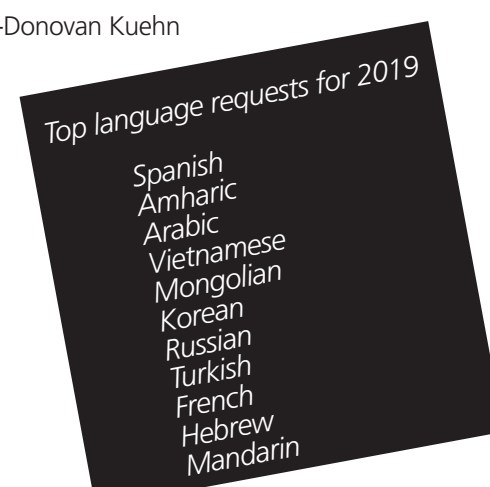 -Donovan Kuehn
Top language requests for 2019
Spanish
Amharic
Arabic
Vietnamese
Mongolian
Korean
Russian
Turkish
French
Hebrew
Mandarin